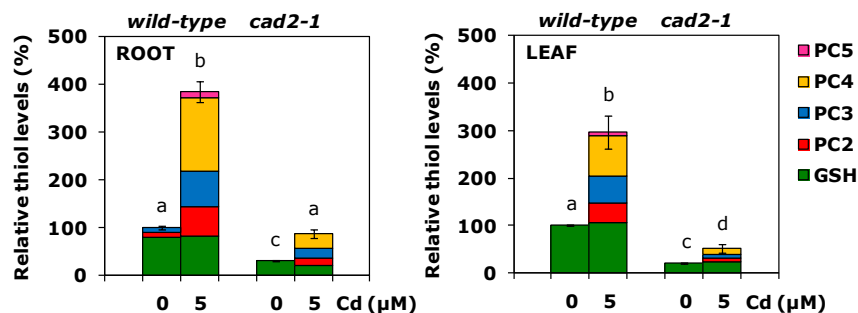 wild-type cad2-1
Relative thiol levels (%)
500
400
300
200
100
0
ROOT
a
b
c
a
0 5 0 5 Cd (µM)
wild-type cad2-1
Relative thiol levels (%)
500
400
300
200
100
0
LEAF
a
b
c
d
0 5 0 5 Cd (µM)
PC5
PC4
PC3
PC2
GSH